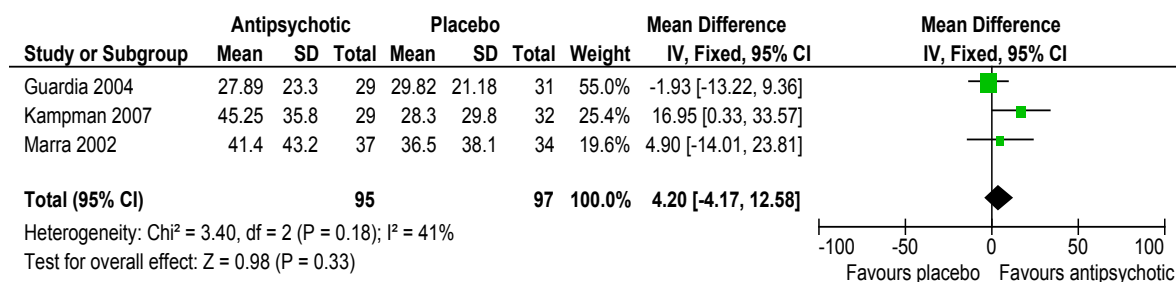 Antipsychotic Placebo Mean Difference Mean Difference
Study or Subgroup Mean SD Total Mean SD Total Weight IV, Fixed, 95% CI IV, Fixed, 95% CI
Guardia 2004 27.89 23.3 29 29.82 21.18 31 55.0% -1.93 [-13.22, 9.36]
Kampman 2007 45.25 35.8 29 28.3 29.8 32 25.4% 16.95 [0.33, 33.57]
Marra 2002 41.4 43.2 37 36.5 38.1 34 19.6% 4.90 [-14.01, 23.81]
Total (95% CI) 95 97 100.0% 4.20 [-4.17, 12.58]
Heterogeneity: Chi² = 3.40, df = 2 (P = 0.18); I² = 41%
Test for overall effect: Z = 0.98 (P = 0.33)
-100 -50 0 50 100
Favours placebo Favours antipsychotic